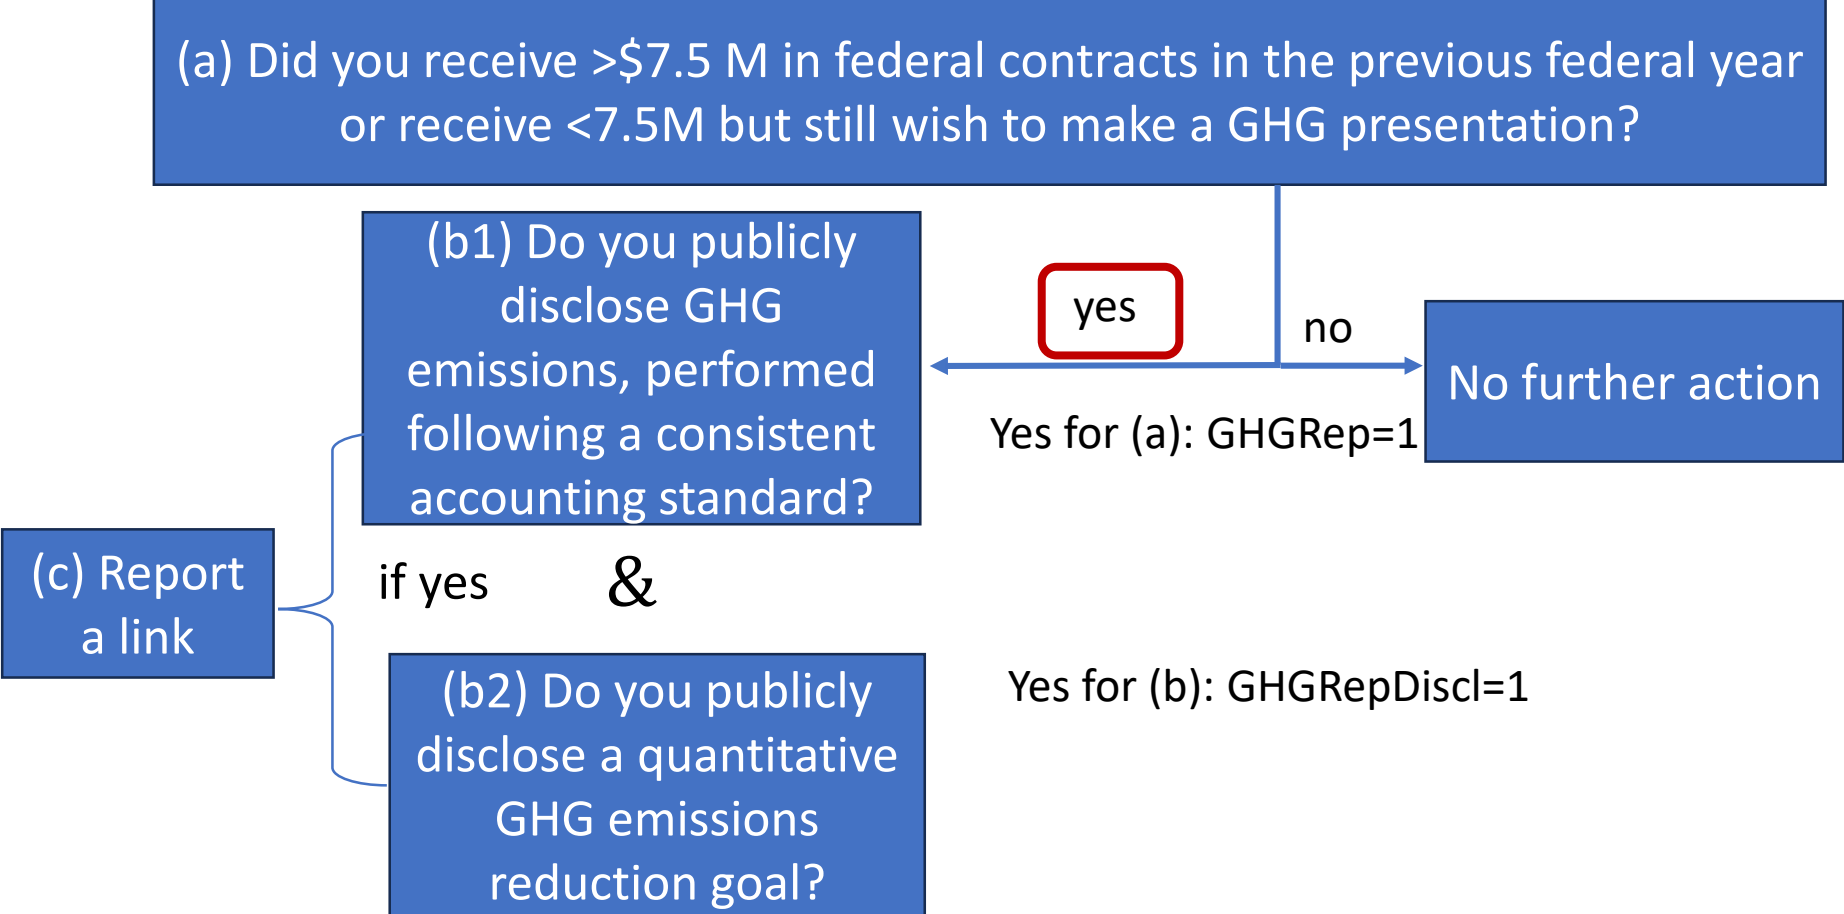 (a) Did you receive >$7.5 M in federal contracts in the previous federal year
or receive <7.5M but still wish to make a GHG presentation?
(b1) Do you publicly
disclose GHG
emissions, performed
following a consistent
accounting standard?
yes
no
No further action
Yes for (a): GHGRep=1
(c) Report
a link
if yes
&
(b2) Do you publicly
disclose a quantitative
GHG emissions
reduction goal?
Yes for (b): GHGRepDiscl=1